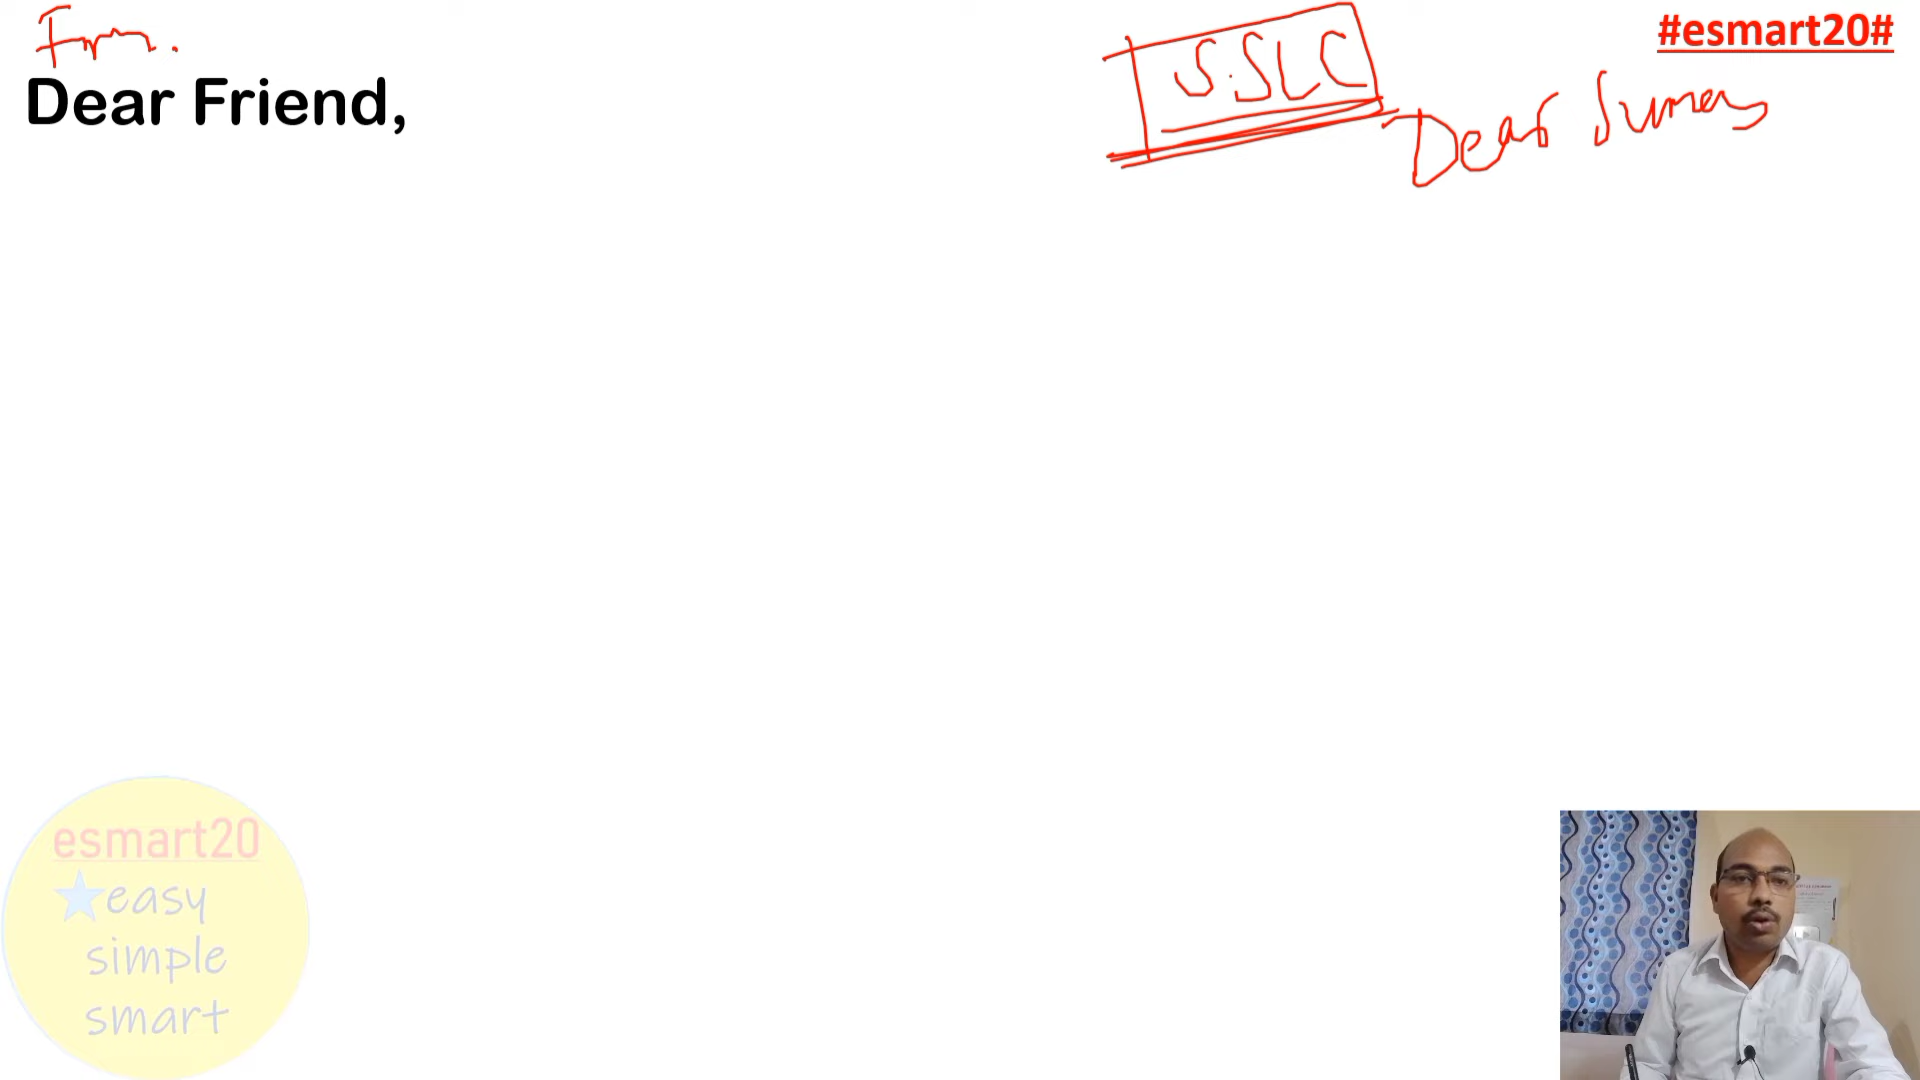 From.
Dear Friend,
S.SLC
#esmart20#
Dear
esmart20
easy
simple
smart